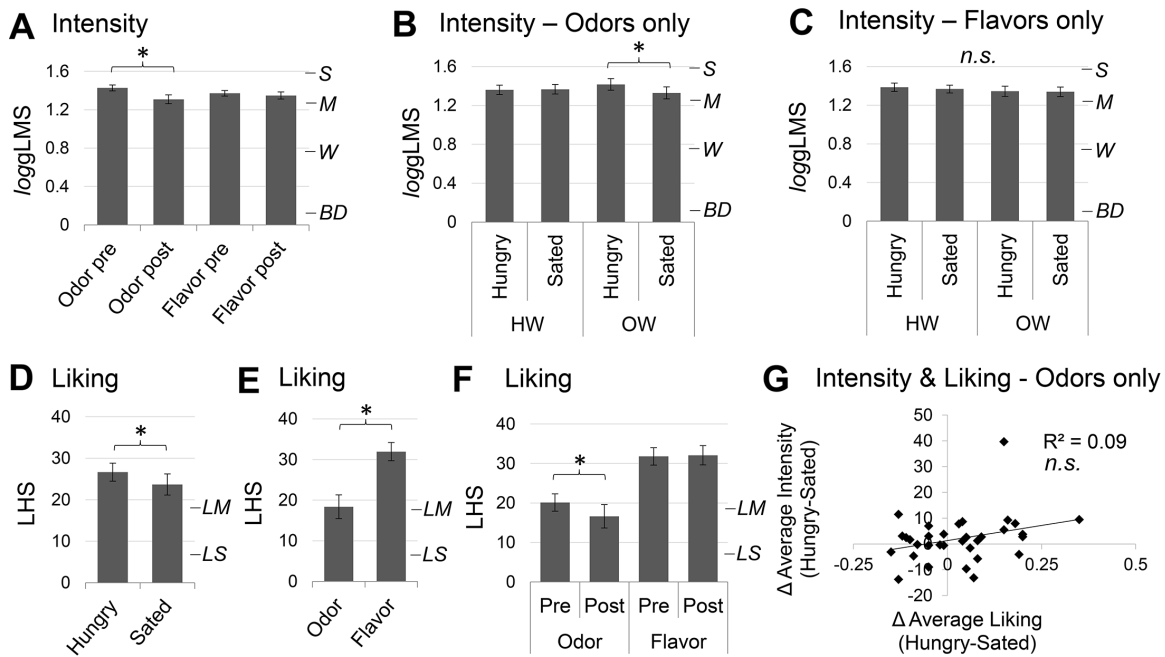 A Intensity
*
1.6
1.2
0.8
0.4
0
loggLMS
S
M
W
BD
Odor pre
Odor post
Flavor pre
Flavor post
B Intensity – Odors only
*
1.6
1.2
0.8
0.4
0
loggLMS
S
M
W
BD
Hungry
Sated
Hungry
Sated
HW
OW
C Intensity – Flavors only
n.s.
1.6
1.2
0.8
0.4
0
loggLMS
S
M
W
BD
Hungry
Sated
Hungry
Sated
HW
OW
D Liking
*
40
30
20
10
0
LHS
LM
LS
Hungry
Sated
E Liking
*
40
30
20
10
0
LHS
LM
LS
Odor
Flavor
F Liking
*
40
30
20
10
0
LHS
LM
LS
Pre Post Pre Post
Odor Flavor
G Intensity & Liking - Odors only
50
40
30
20
10
0
-10
-20
R² = 0.09
n.s.
Δ Average Intensity
(Hungry-Sated)
-0.25 0 0.25 0.5
Δ Average Liking
(Hungry-Sated)